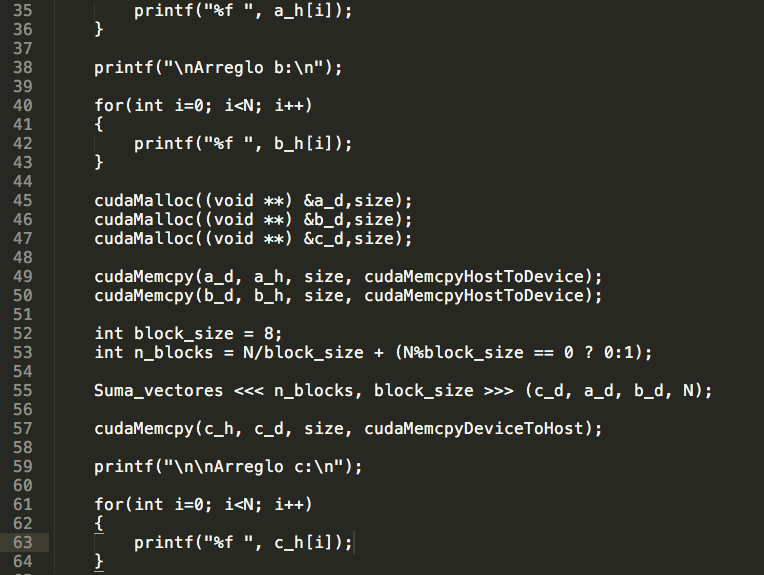 35 printf("%f ", a_h[i]);
36 }
37
38 printf("\nArreglo b:\n");
39
40 for(int i=0; i<N; i++)
41 {
42 printf("%f ", b_h[i]);
43 }
44
45 cudaMalloc((void **) &a_d,size);
46 cudaMalloc((void **) &b_d,size);
47 cudaMalloc((void **) &c_d,size);
48
49 cudaMemcpy(a_d, a_h, size, cudaMemcpyHostToDevice);
50 cudaMemcpy(b_d, b_h, size, cudaMemcpyHostToDevice);
51
52 int block_size = 8;
53 int n_blocks = N/block_size + (N%block_size == 0 ? 0:1);
54
55 Suma_vectores <<< n_blocks, block_size >>> (c_d, a_d, b_d, N);
56
57 cudaMemcpy(c_h, c_d, size, cudaMemcpyDeviceToHost);
58
59 printf("\n\nArreglo c:\n");
60
61 for(int i=0; i<N; i++)
62 {
63 printf("%f ", c_h[i]);
64 }